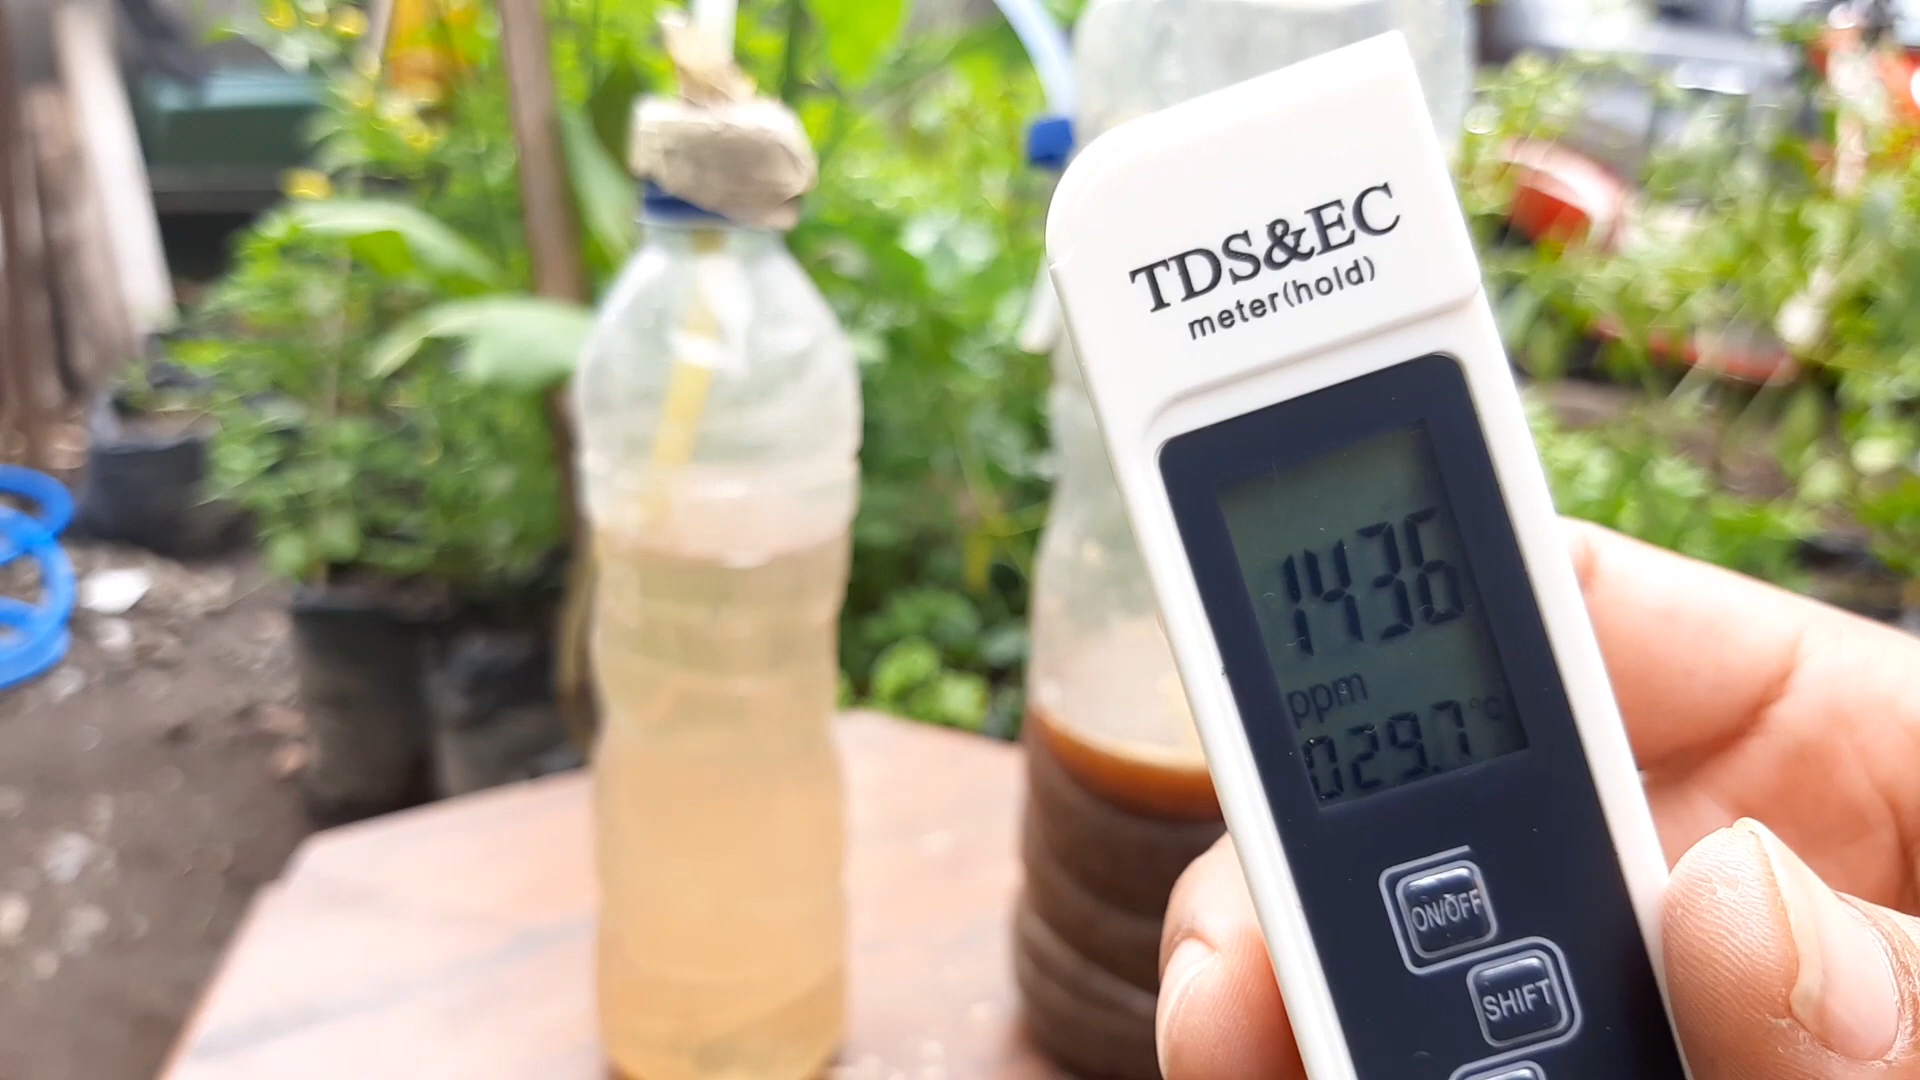 TDS&EC
meter(hold)
1436
ppm
029.7°C
ON/OFF
SHIFT